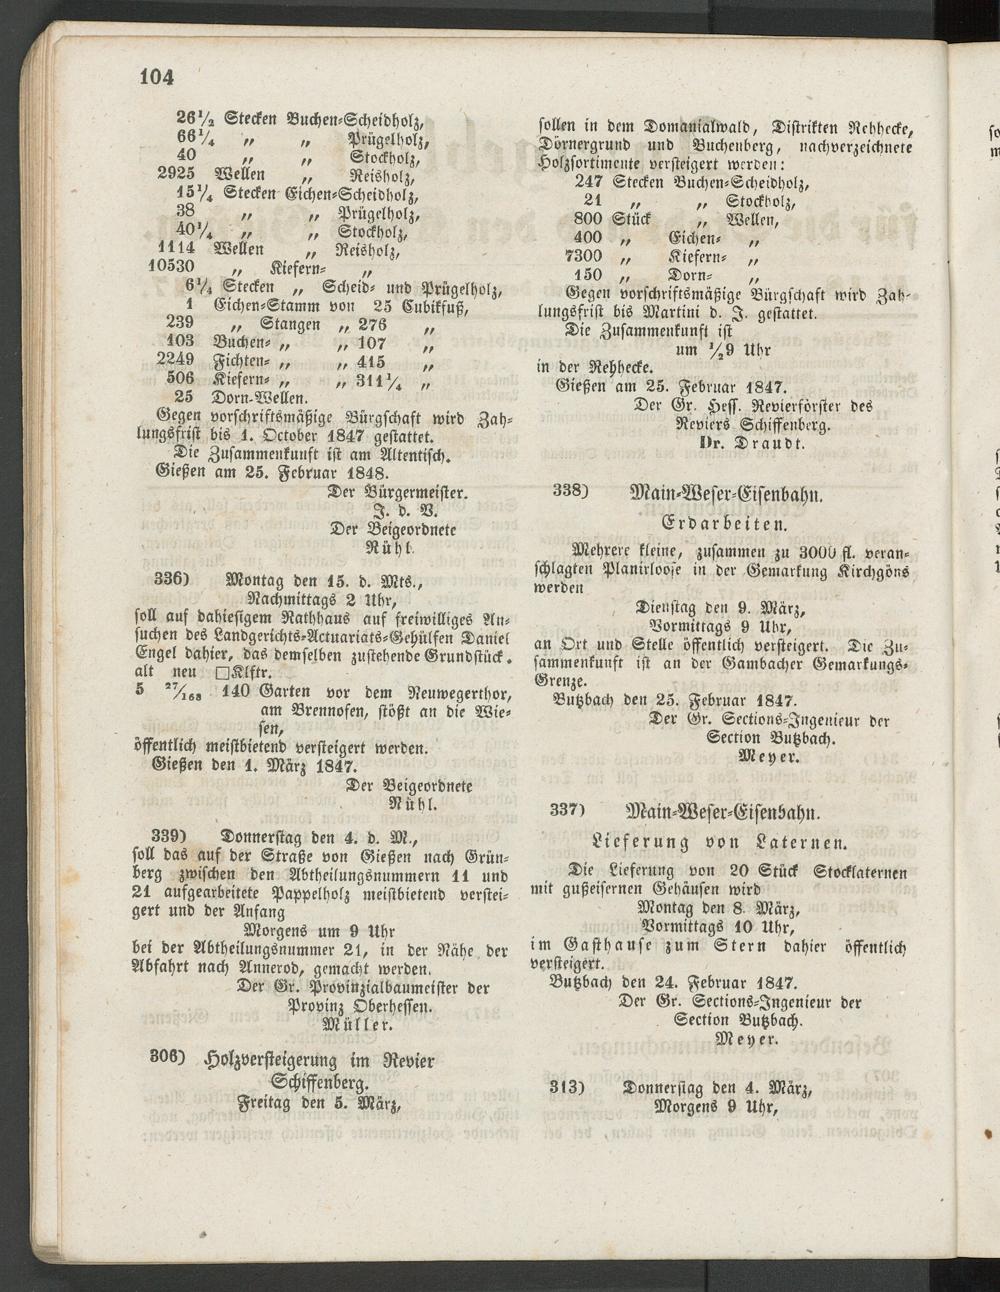 104
26½ Stecken Buchen-Scheidholz,
66¼ „ „ Prügelholz,
40 „ „ Stockholz,
2925 Wellen „ Reisholz,
15¼ Stecken Eichen-Scheidholz,
38 „ „ Prügelholz,
40¼ „ „ Stockholz,
1114 Wellen „ Reisholz,
10530 „ Kiefern- „
6¼ Stecken „ Scheid- und Prügelholz,
1 Eichen-Stamm von 25 Cubikfuß,
239 „ Stangen „ 276 „
103 Buchen- „ „ 107 „
2249 Fichten- „ „ 415 „
506 Kiefern- „ „ 311¼ „
25 Dorn-Wellen.
Gegen vorschriftsmäßige Bürgschaft wird Zah-
lungsfrist bis 1. October 1847 gestattet.
Die Zusammenkunft ist am Altentisch.
Gießen am 25. Februar 1848.
Der Bürgermeister.
J. d. V.
Der Beigeordnete
Rühl.
336) Montag den 15. d. Mts.,
Nachmittags 2 Uhr,
soll auf dahiesigem Rathhaus auf freiwilliges An-
suchen des Landgerichts-Actuariats-Gehülfen Daniel
Engel dahier, das demselben zustehende Grundstück.
alt neu □Klftr.
5 27/168 140 Garten vor dem Neuwegerthor,
am Brennofen, stößt an die Wie-
sen,
öffentlich meistbietend versteigert werden.
Gießen den 1. März 1847.
Der Beigeordnete
Rühl.
339) Donnerstag den 4. d. M.,
soll das auf der Straße von Gießen nach Grün-
berg zwischen den Abtheilungsnummern 11 und
21 aufgearbeitete Pappelholz meistbietend verstei-
gert und der Anfang
Morgens um 9 Uhr
bei der Abtheilungsnummer 21, in der Nähe der
Abfahrt nach Annerod, gemacht werden.
Der Gr. Provinzialbaumeister der
Provinz Oberhessen.
Müller.
306) Holzversteigerung im Revier
Schiffenberg.
Freitag den 5. März,
sollen in dem Domanialwald, Distrikten Rehhecke,
Dörnergrund und Buchenberg, nachverzeichnete
Holzsortimente versteigert werden:
247 Stecken Buchen-Scheidholz,
21 „ „ Stockholz,
800 Stück „ Wellen,
400 „ Eichen- „
7300 „ Kiefern- „
150 „ Dorn- „
Gegen vorschriftsmäßige Bürgschaft wird Zah-
lungsfrist bis Martini d. J. gestattet.
Die Zusammenkunft ist
um ½9 Uhr
in der Rehhecke.
Gießen am 25. Februar 1847.
Der Gr. Hess. Revierförster des
Reviers Schiffenberg.
Dr. Draudt.
338) Main-Weser-Eisenbahn.
Erdarbeiten.
Mehrere kleine, zusammen zu 3000 fl. veran-
schlagten Planirloose in der Gemarkung Kirchgöns
werden
Dienstag den 9. März,
Vormittags 9 Uhr,
an Ort und Stelle öffentlich versteigert. Die Zu-
sammenkunft ist an der Gambacher Gemarkungs-
Grenze.
Butzbach den 25. Februar 1847.
Der Gr. Sections-Ingenieur der
Section Butzbach.
Meyer.
337) Main-Weser-Eisenbahn.
Lieferung von Laternen.
Die Lieferung von 20 Stück Stocklaternen
mit gußeisernen Gehäusen wird
Montag den 8. März,
Vormittags 10 Uhr,
im Gasthause zum Stern dahier öffentlich
versteigert.
Butzbach den 24. Februar 1847.
Der Gr. Sections-Ingenieur der
Section Butzbach.
Meyer.
313) Donnerstag den 4. März,
Morgens 9 Uhr,